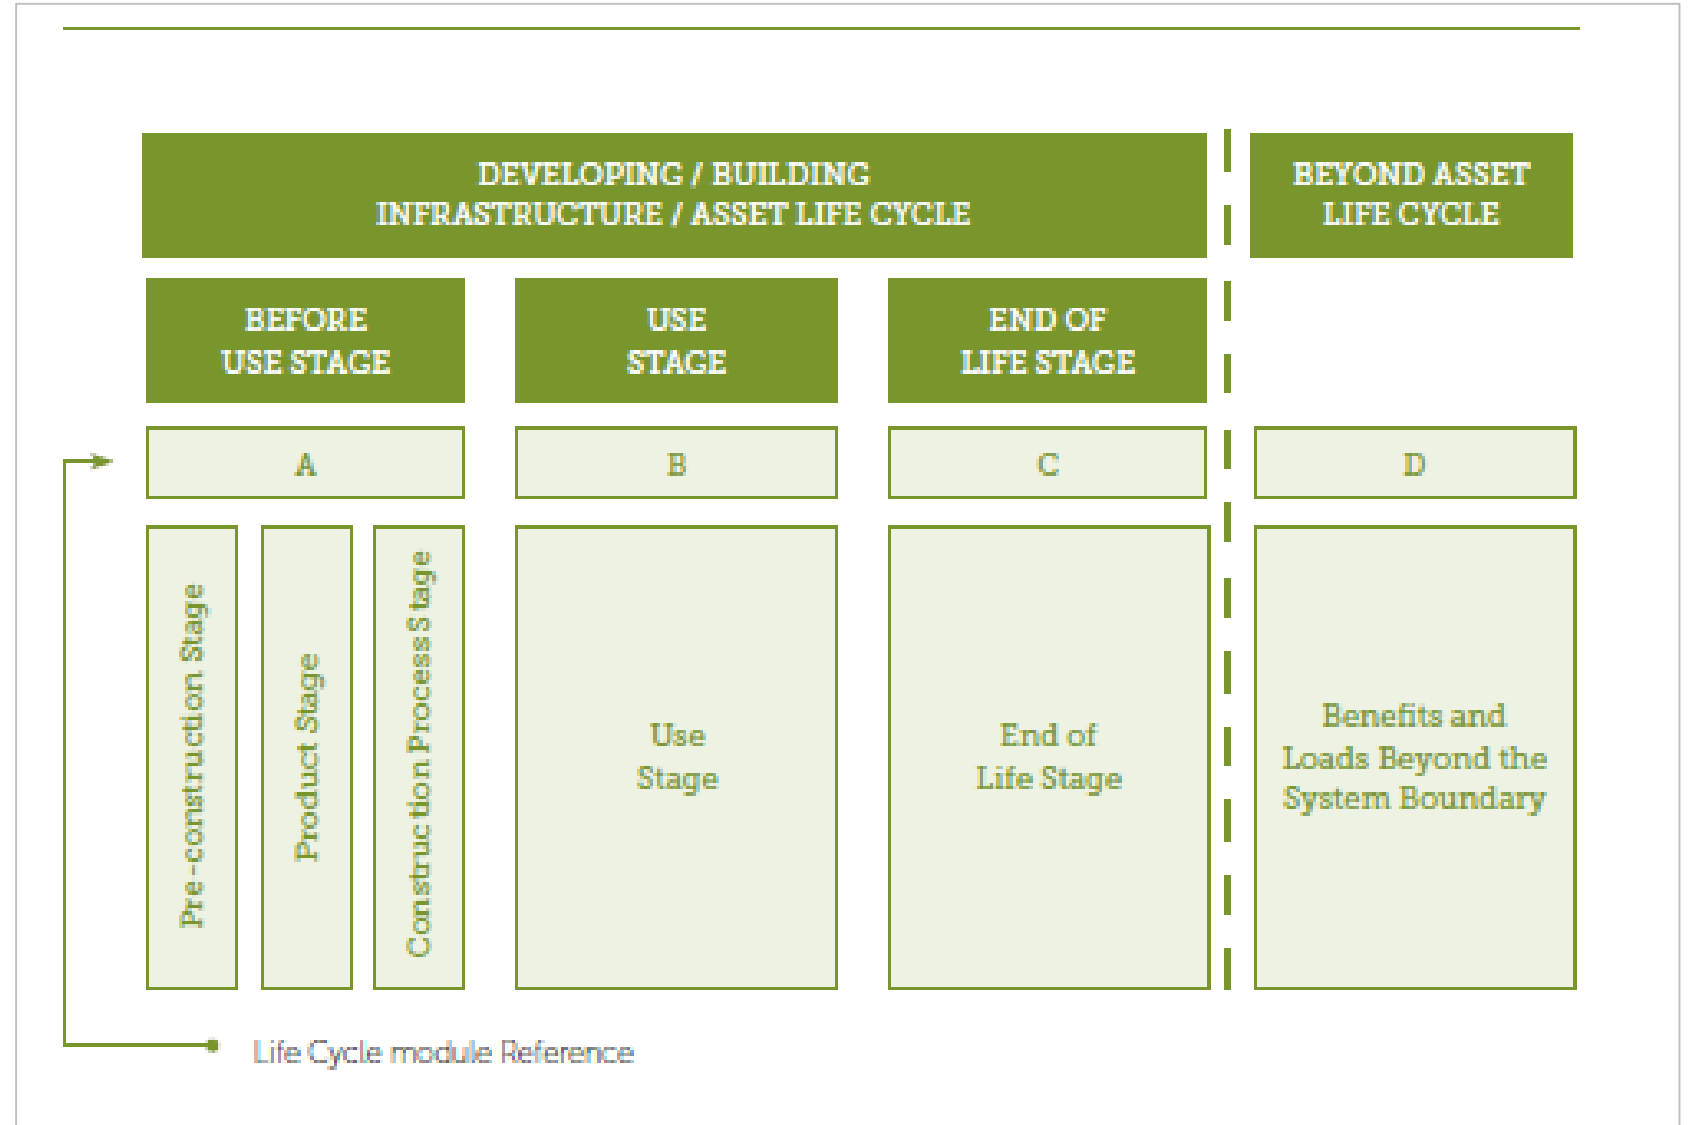 DEVELOPING / BUILDING
INFRASTRUCTURE / ASSET LIFE CYCLE
BEYOND ASSET
LIFE CYCLE
BEFORE
USE STAGE
USE
STAGE
END OF
LIFE STAGE
A
B
C
D
Pre-construction Stage
Product Stage
Construction Process Stage
Use
Stage
End of
Life Stage
Benefits and
Loads Beyond the
System Boundary
Life Cycle module Reference